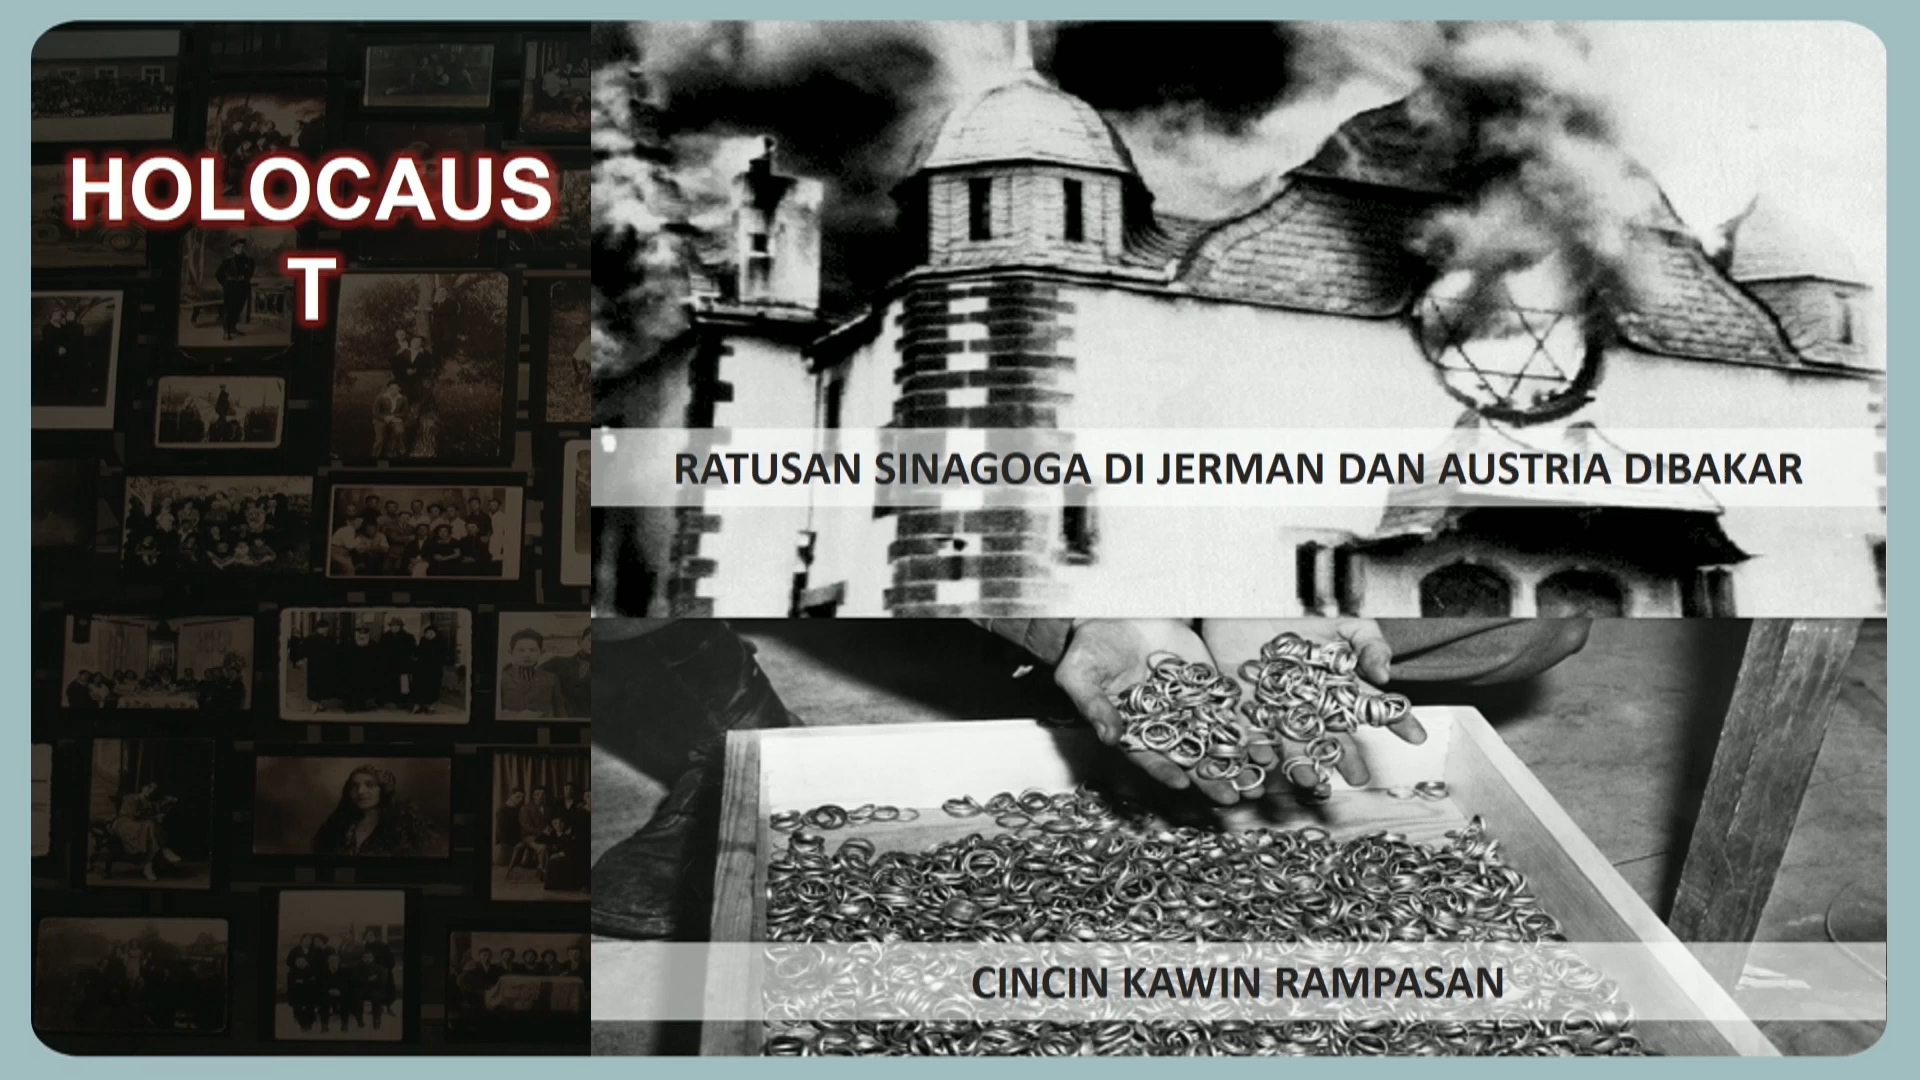 HOLOCAUS
T
RATUSAN SINAGOGA DI JERMAN DAN AUSTRIA DIBAKAR
CINCIN KAWIN RAMPASAN